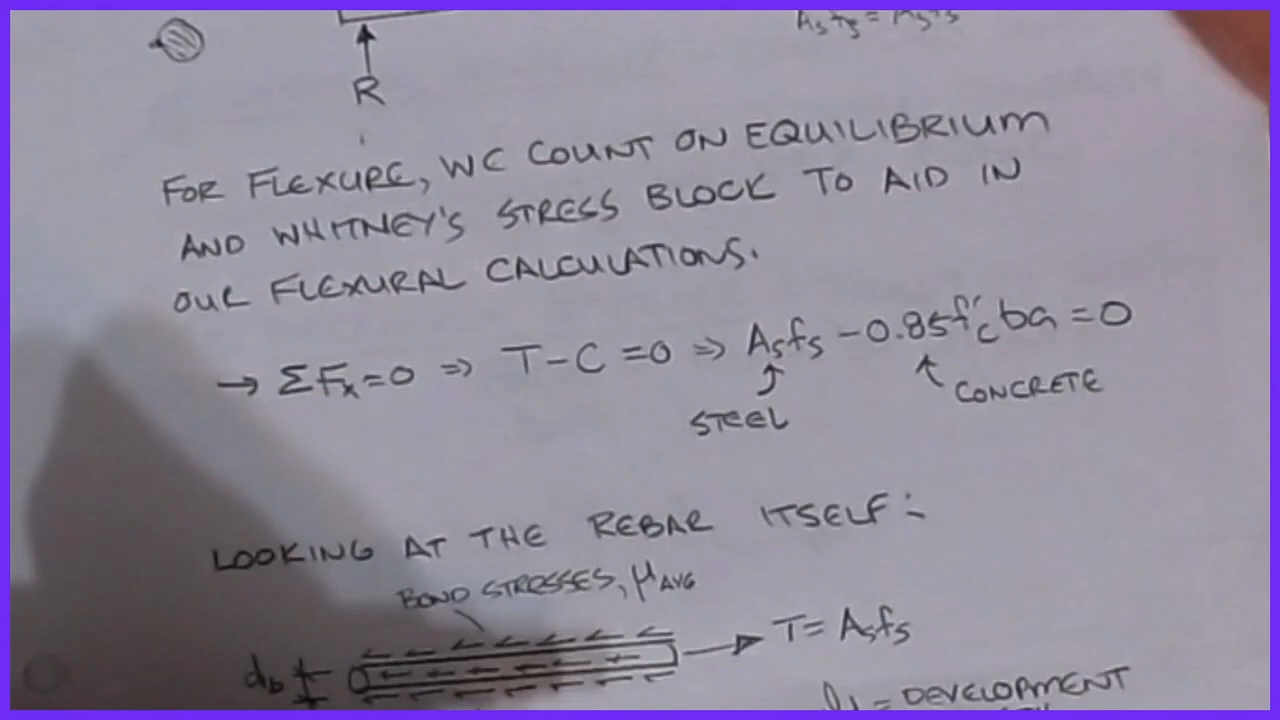 R
FOR FLEXURE, WE COUNT ON EQUILIBRIUM
AND WHITNEY'S STRESS BLOCK TO AID IN
OUR FLEXURAL CALCULATIONS.
→ ΣFx=0 ⇒ T-C=0 ⇒ Asfs-0.85f'cba=0
STEEL
CONCRETE
LOOKING AT THE REBAR ITSELF:
BOND STRESSES, μAVG
T=Asfs
db
= DEVELOPMENT